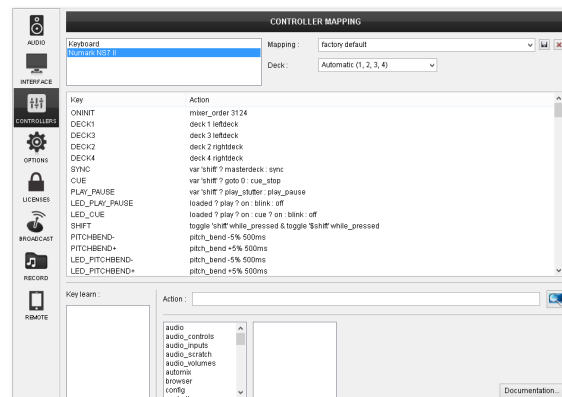 CONTROLLER MAPPING
AUDIO
INTERFACE
CONTROLLERS
OPTIONS
LICENSES
BROADCAST
RECORD
REMOTE
Keyboard
Numark NS7 II
Mapping : factory default
Deck : Automatic (1, 2, 3, 4)
Key Action
ONINIT mixer_order 3124
DECK1 deck 1 leftdeck
DECK3 deck 3 leftdeck
DECK2 deck 2 rightdeck
DECK4 deck 4 rightdeck
SYNC var 'shift' ? masterdeck : sync
CUE var 'shift' ? goto 0 : cue_stop
PLAY_PAUSE var 'shift' ? play_stutter : play_pause
LED_PLAY_PAUSE loaded ? play ? on : blink : off
LED_CUE loaded ? play ? on : cue ? on : blink : off
SHIFT toggle 'shift' while_pressed & toggle '$shift' while_pressed
PITCHBEND- pitch_bend -5% 500ms
PITCHBEND+ pitch_bend +5% 500ms
LED_PITCHBEND- pitch_bend -5% 500ms
LED_PITCHBEND+ pitch_bend +5% 500ms
Key learn :
Action :
audio
audio_controls
audio_inputs
audio_scratch
audio_volumes
automix
browser
config
Documentation...